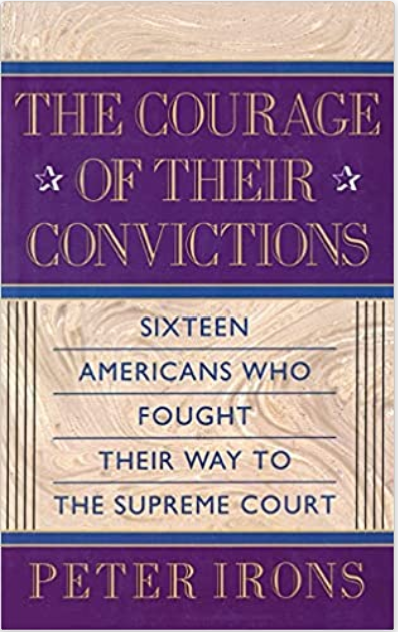 THE COURAGE
OF THEIR
CONVICTIONS
SIXTEEN
AMERICANS WHO
FOUGHT
THEIR WAY TO
THE SUPREME COURT
PETER IRONS